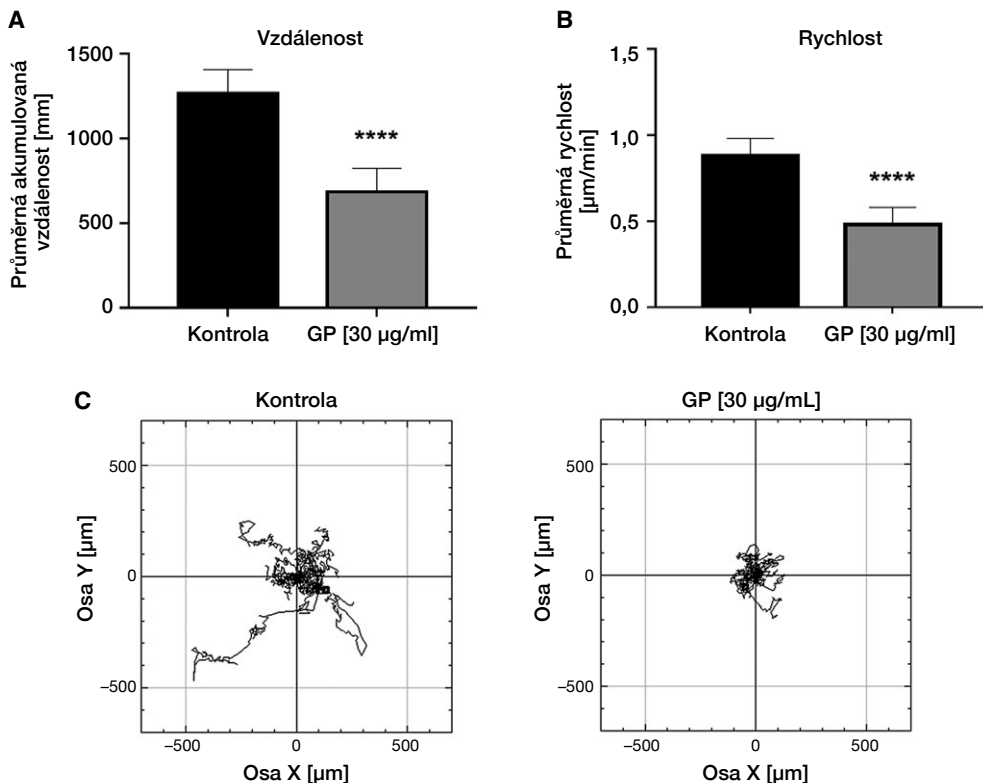 A
Vzdálenost
Průměrná akumulovaná
vzdálenost [mm]
1500
1000
500
0
****
Kontrola
GP [30 µg/ml]
B
Rychlost
Průměrná rychlost
[µm/min]
1,5
1,0
0,5
0,0
****
Kontrola
GP [30 µg/ml]
C
Kontrola
Osa Y [µm]
500
0
−500
−500
0
500
Osa X [µm]
GP [30 µg/mL]
Osa Y [µm]
500
0
−500
−500
0
500
Osa X [µm]